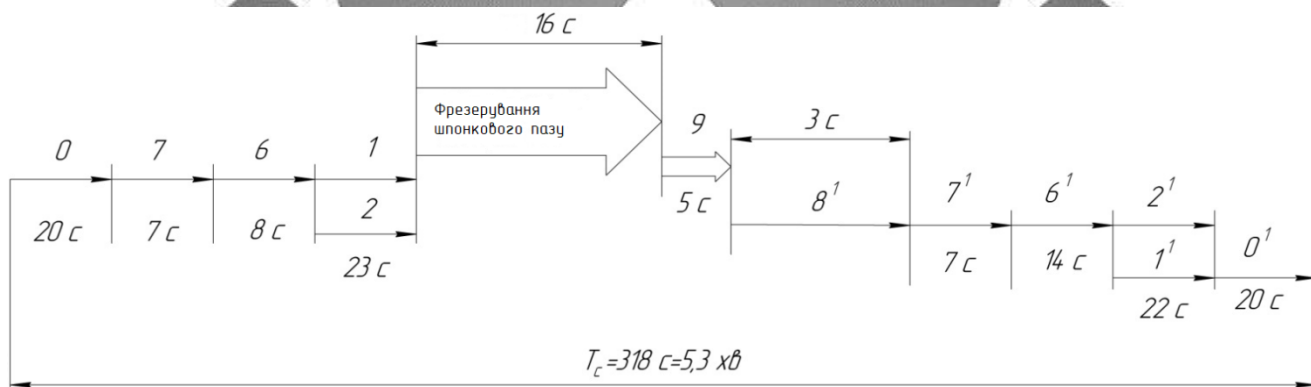 16 с
Фрезерування
шпонкового пазу
0
7
6
1
9
3 с
2
5 с
8¹
7¹
6¹
2¹
20 с
7 с
8 с
23 с
7 с
14 с
1¹
0¹
22 с
20 с
Tс=318 с=5,3 хв